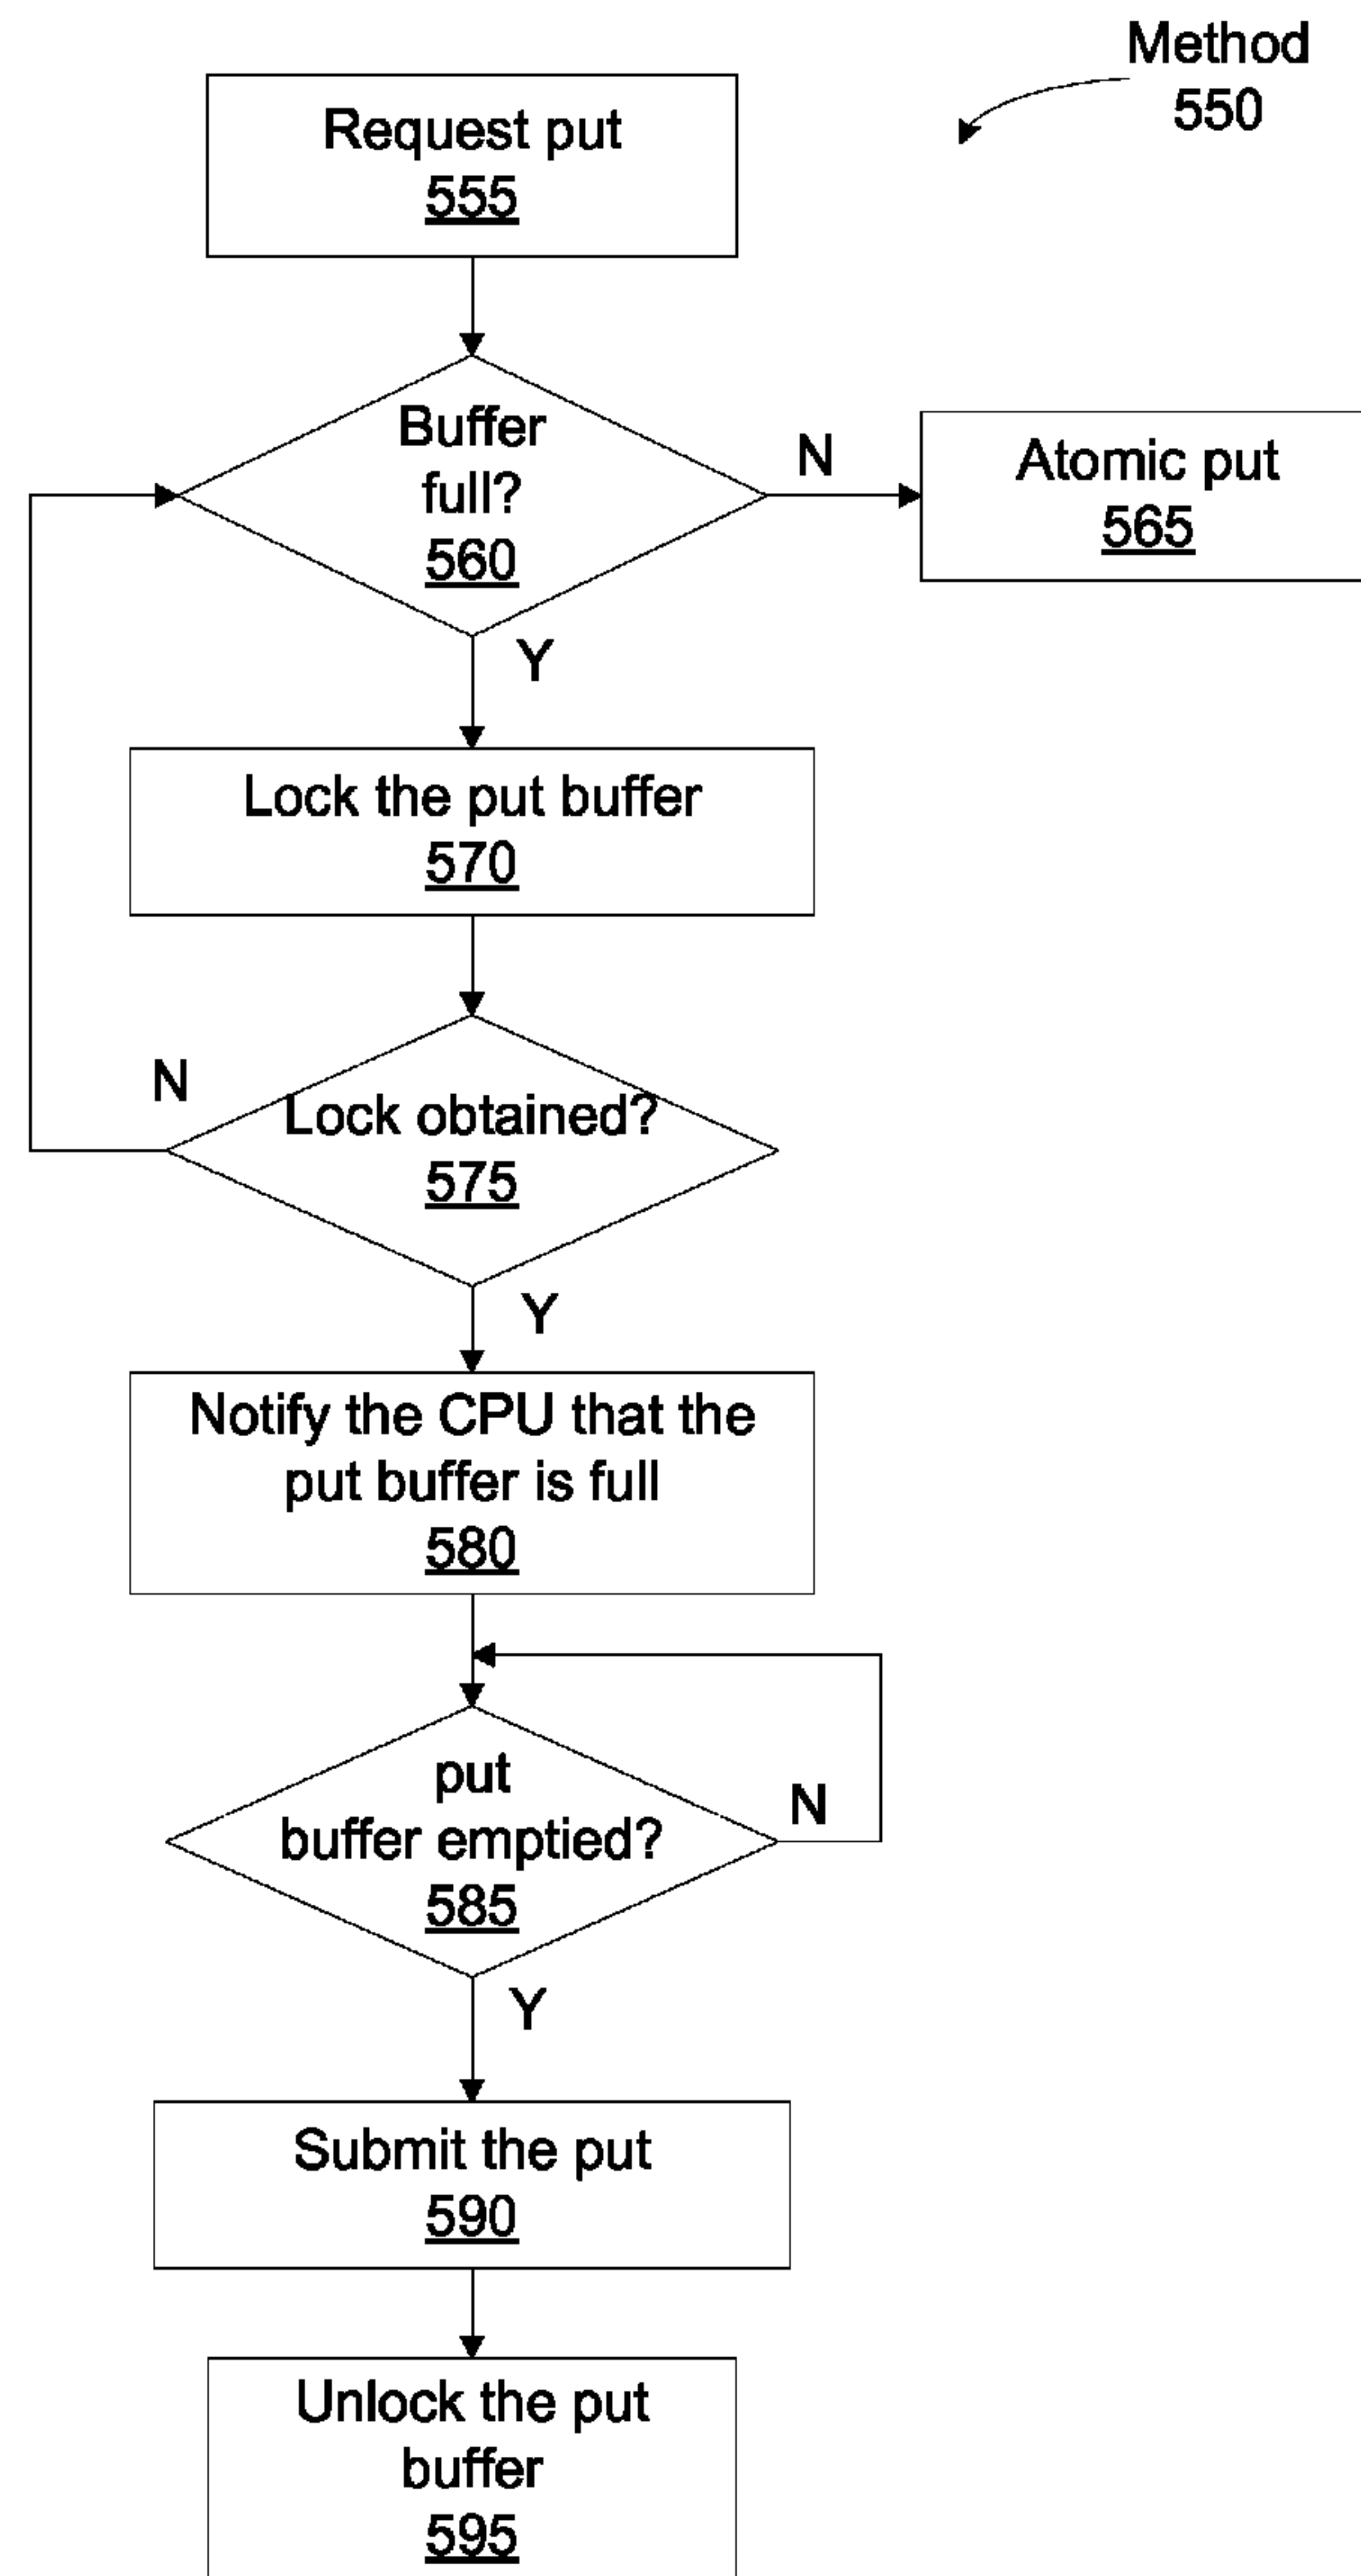 Method
550
Request put
555
Buffer
full?
560
N
Atomic put
565
Y
Lock the put buffer
570
N
Lock obtained?
575
Y
Notify the CPU that the
put buffer is full
580
put
buffer emptied?
585
N
Y
Submit the put
590
Unlock the put
buffer
595